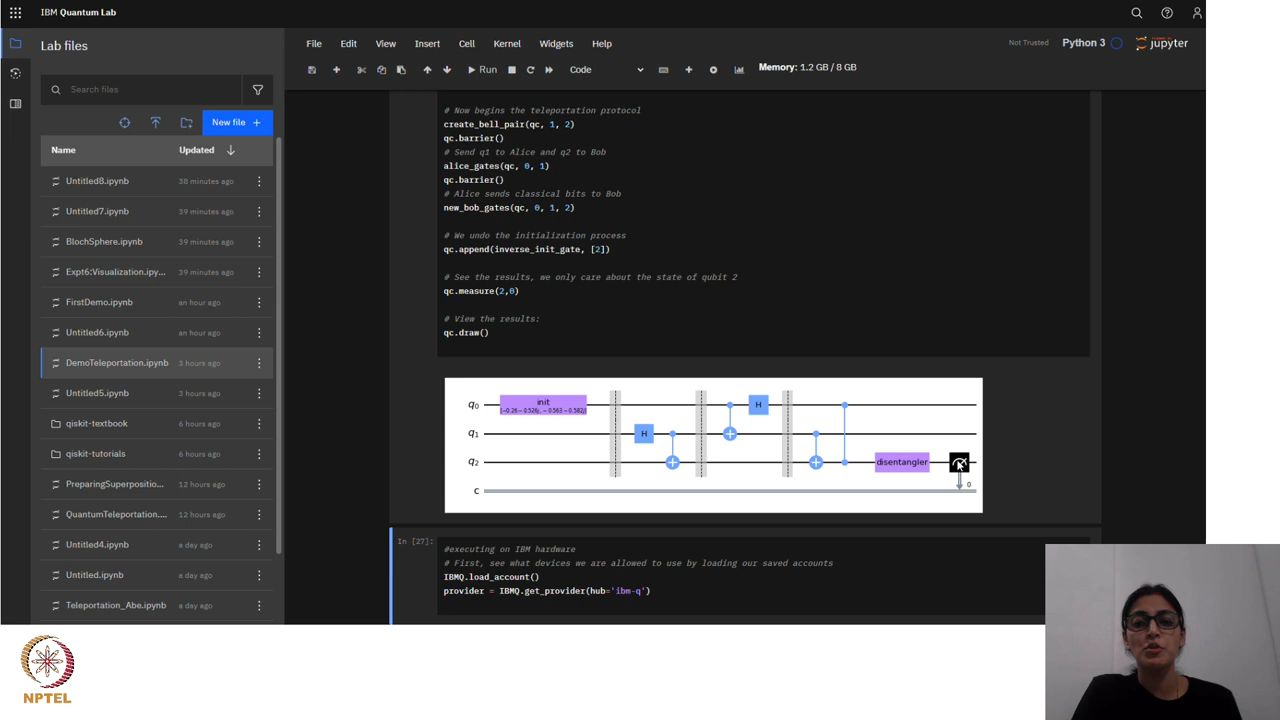 IBM Quantum Lab
Lab files
File Edit View Insert Cell Kernel Widgets Help
Not Trusted
Python 3
jupyter
Run
Code
Memory: 1.2 GB / 8 GB
Search files
New file +
Name Updated
Untitled8.ipynb 38 minutes ago
Untitled7.ipynb 39 minutes ago
BlochSphere.ipynb 39 minutes ago
Expt6:Visualization.ipy... 39 minutes ago
FirstDemo.ipynb an hour ago
Untitled6.ipynb an hour ago
DemoTeleportation.ipynb 3 hours ago
Untitled5.ipynb 6 hours ago
qiskit-textbook 6 hours ago
qiskit-tutorials 6 hours ago
PreparingSuperpositio... 12 hours ago
QuantumTeleportation.... 12 hours ago
Untitled4.ipynb a day ago
Untitled.ipynb a day ago
Teleportation_Abe.ipynb a day ago
# Now begins the teleportation protocol
create_bell_pair(qc, 1, 2)
qc.barrier()
# Send q1 to Alice and q2 to Bob
alice_gates(qc, 0, 1)
qc.barrier()
# Alice sends classical bits to Bob
new_bob_gates(qc, 0, 1, 2)
# We undo the initialization process
qc.append(inverse_init_gate, [2])
# See the results, we only care about the state of qubit 2
qc.measure(2,0)
# View the results:
qc.draw()
q0 init H
[-0.26-0.526j, -0.563-0.582j]
q1 H
q2 disentangler
c 0
In [27]:
#executing on IBM hardware
# First, see what devices we are allowed to use by loading our saved accounts
IBMQ.load_account()
provider = IBMQ.get_provider(hub='ibm-q')
NPTEL